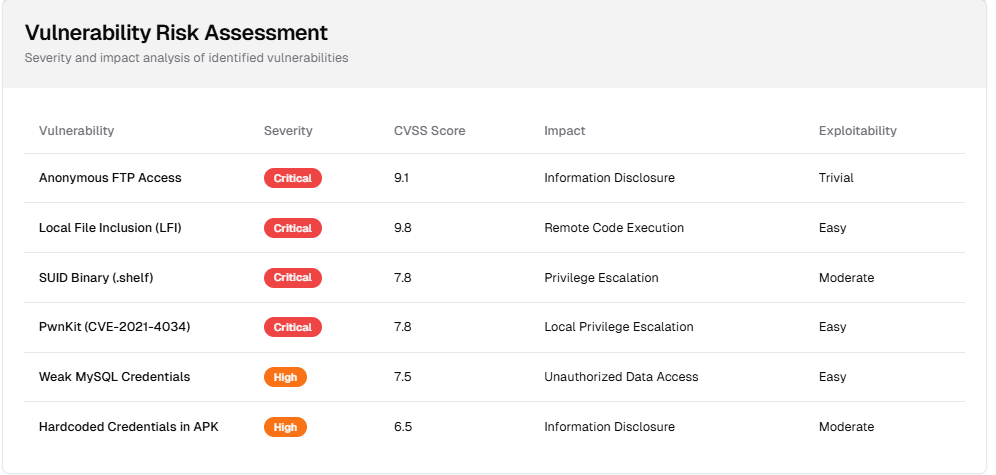 Vulnerability Risk Assessment
Severity and impact analysis of identified vulnerabilities
Vulnerability Severity CVSS Score Impact Exploitability
Anonymous FTP Access Critical 9.1 Information Disclosure Trivial
Local File Inclusion (LFI) Critical 9.8 Remote Code Execution Easy
SUID Binary (.shelf) Critical 7.8 Privilege Escalation Moderate
PwnKit (CVE-2021-4034) Critical 7.8 Local Privilege Escalation Easy
Weak MySQL Credentials High 7.5 Unauthorized Data Access Easy
Hardcoded Credentials in APK High 6.5 Information Disclosure Moderate